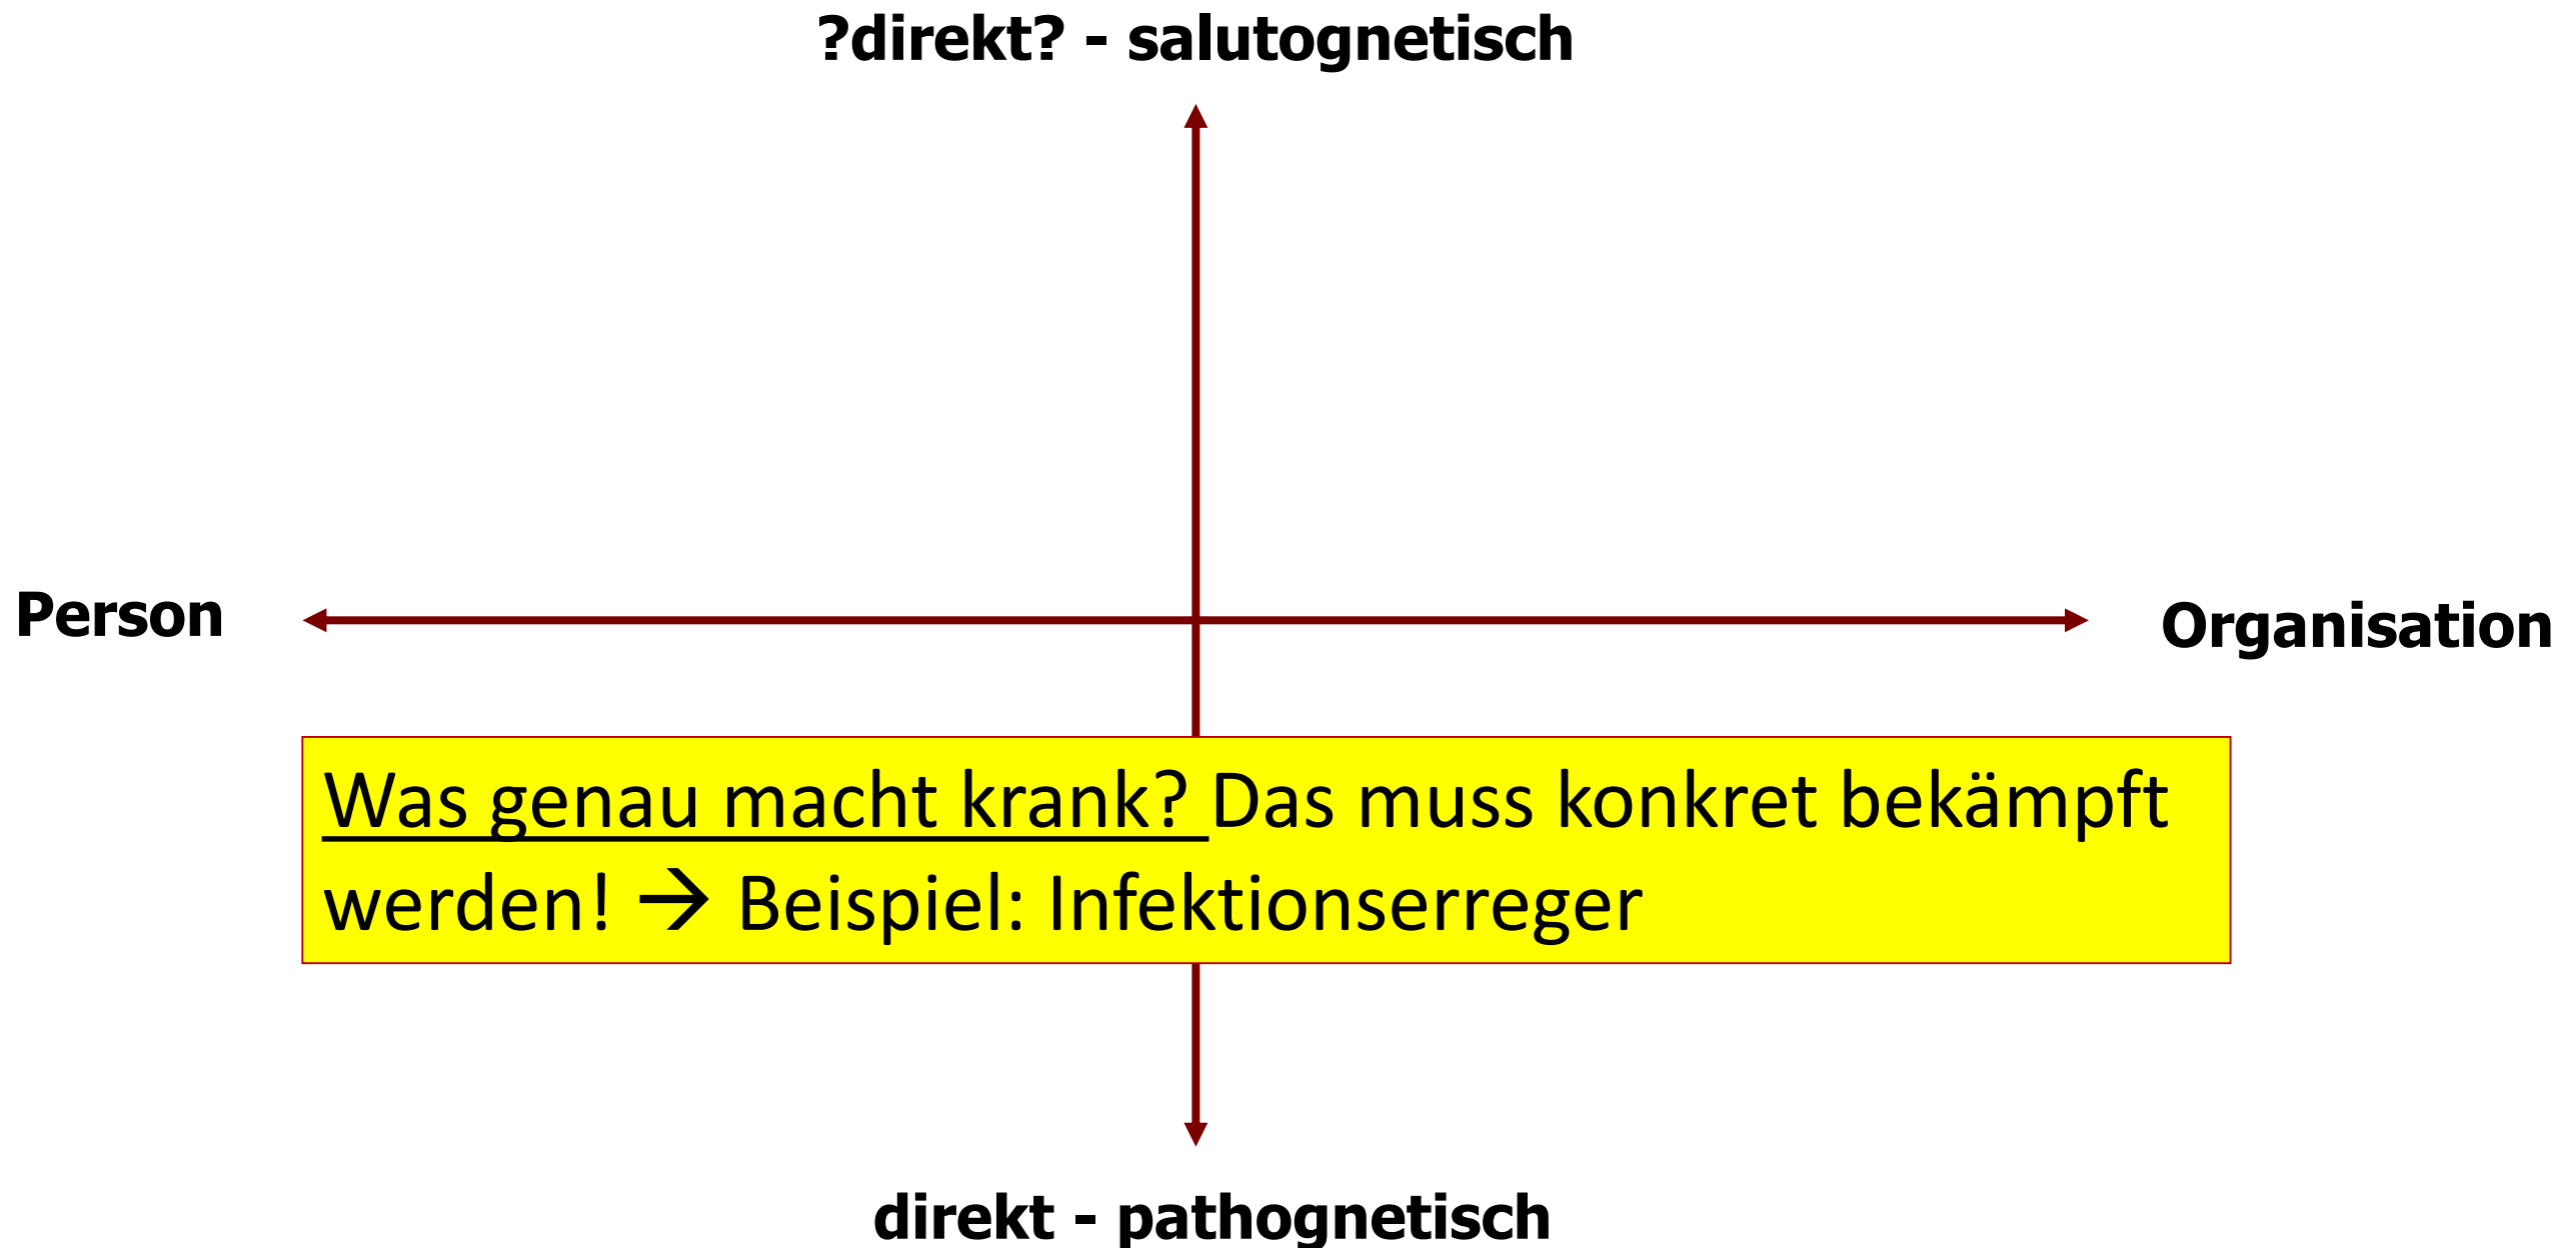 ?direkt? - salutognetisch
Person
Organisation
Was genau macht krank? Das muss konkret bekämpft
werden! → Beispiel: Infektionserreger
direkt - pathognetisch